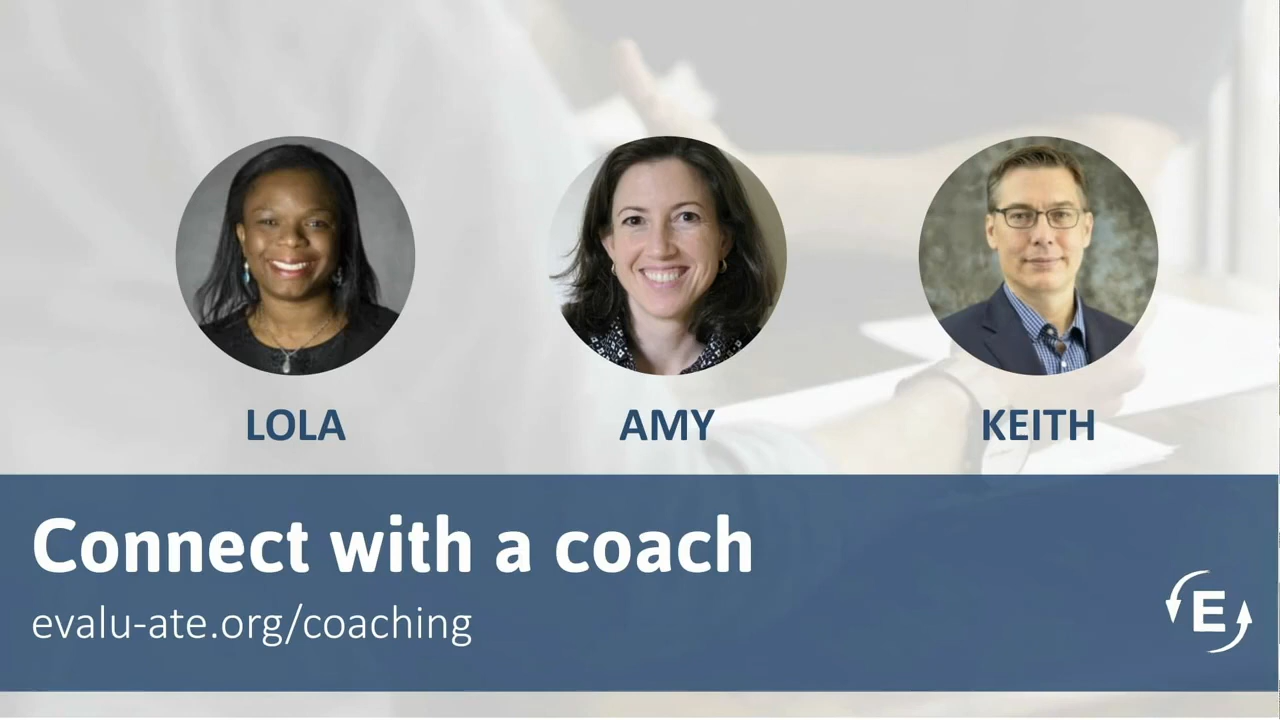 LOLA
AMY
KEITH
Connect with a coach
evalu-ate.org/coaching
E